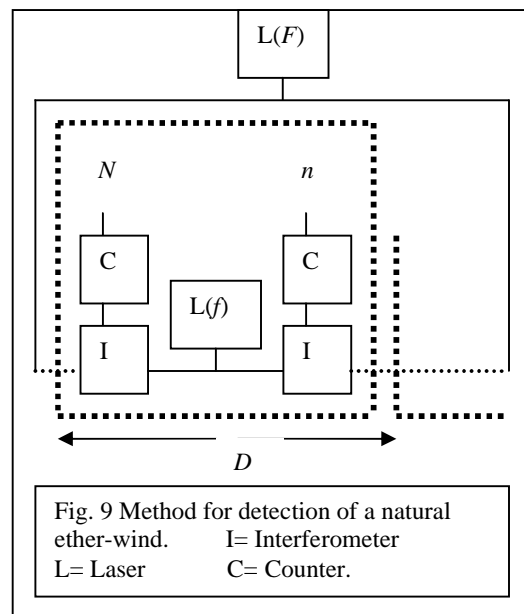 L(F)
N n
C C
L(f)
I I
D
Fig. 9 Method for detection of a natural
ether-wind. I= Interferometer
L= Laser C= Counter.